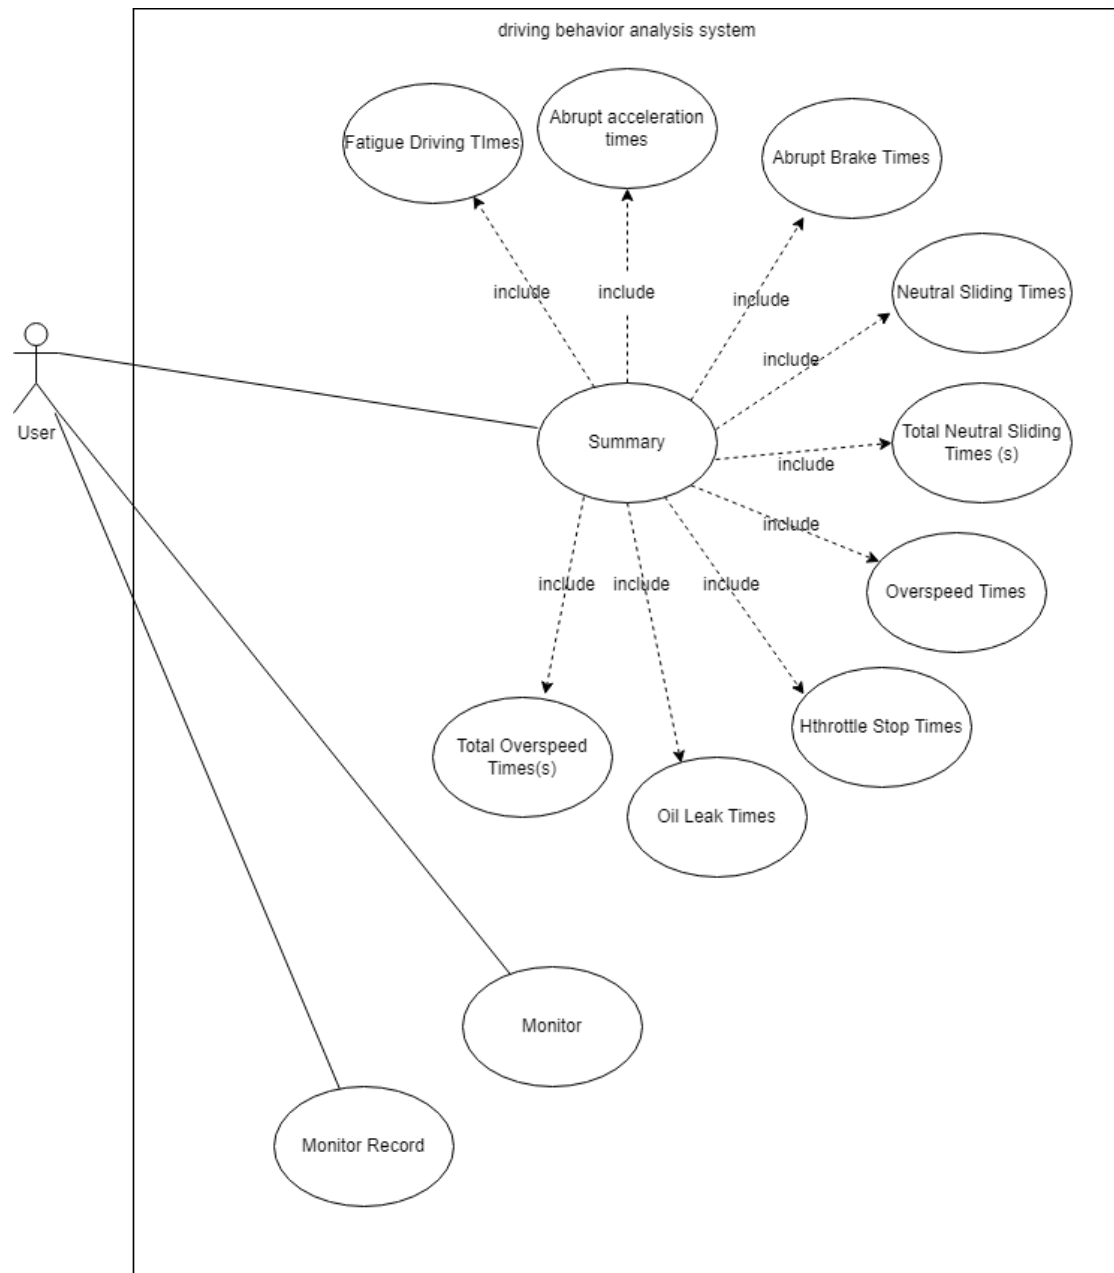 driving behavior analysis system
Fatigue Driving TImes
Abrupt acceleration
times
Abrupt Brake Times
Neutral Sliding Times
include
include
include
include
User
Summary
Total Neutral Sliding
Times (s)
include
include
Overspeed Times
include
include
include
Total Overspeed
Times(s)
Hthrottle Stop Times
Oil Leak Times
Monitor
Monitor Record